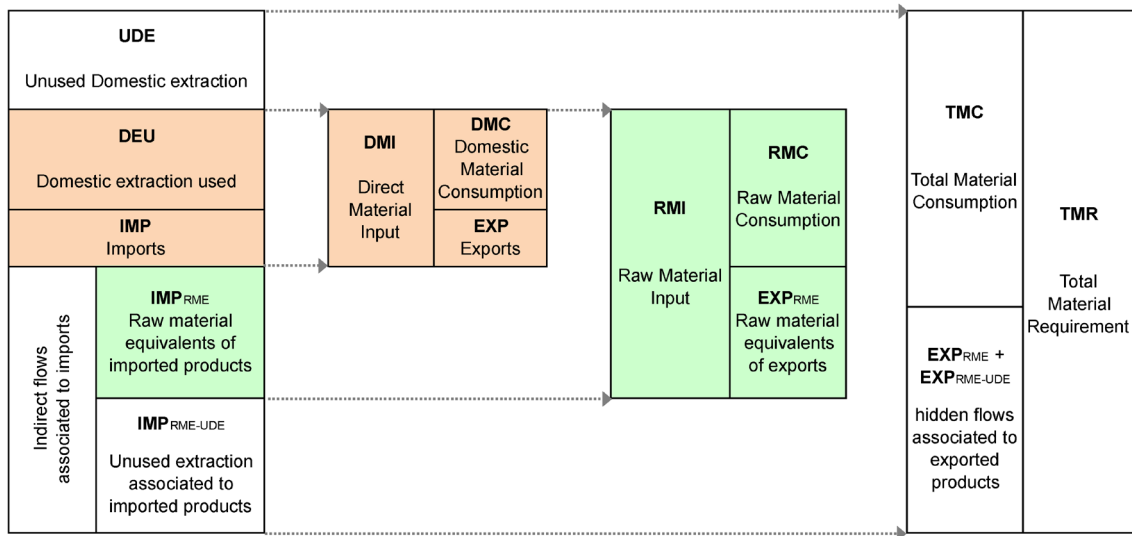 UDE
Unused Domestic extraction
DEU
Domestic extraction used
IMP
Imports
Indirect flows
associated to imports
IMPRME
Raw material
equivalents of
imported products
IMPRME-UDE
Unused extraction
associated to
imported products
DMI
Direct
Material
Input
DMC
Domestic
Material
Consumption
EXP
Exports
RMI
Raw Material
Input
RMC
Raw Material
Consumption
EXPRME
Raw material
equivalents
of exports
TMC
Total Material
Consumption
EXPRME +
EXPRME-UDE
hidden flows
associated to
exported
products
TMR
Total
Material
Requirement